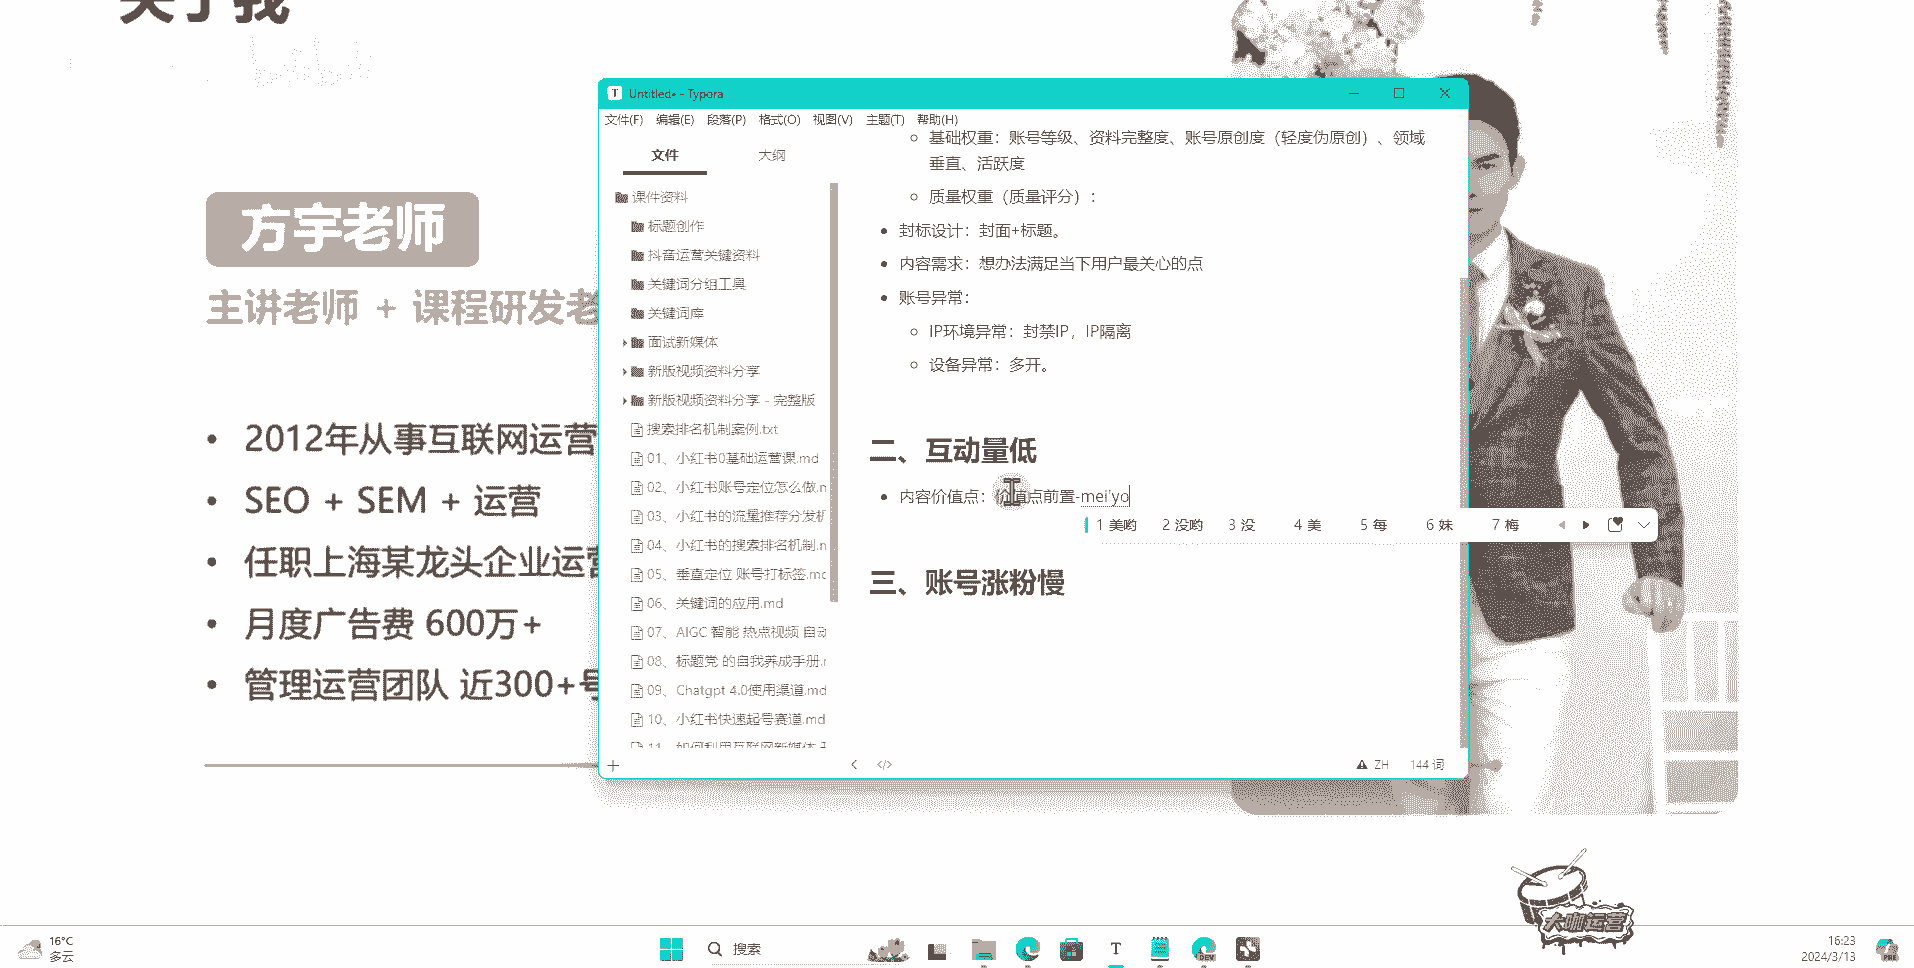 关于我
方宇老师
主讲老师 + 课程研发老
2012年从事互联网运营
SEO + SEM + 运营
任职上海某龙头企业运营
月度广告费 600万+
管理运营团队 近300+号
Untitled• - Typora
文件(F) 编辑(E) 段落(P) 格式(O) 视图(V) 主题(T) 帮助(H)
文件 大纲
课件资料
标题创作
抖音运营关键资料
关键词分组工具
关键词库
面试新媒体
新版视频资料分享
新版视频资料分享 - 完整版
搜索排名机制案例.txt
01、小红书0基础运营课.md
02、小红书账号定位怎么做.m
03、小红书的流量推荐分发机
04、小红书的搜索排名机制.m
05、垂直定位 账号打标签.md
06、关键词的应用.md
07、AIGC 智能 热点视频 自动
08、标题党 的自我养成手册.m
09、Chatgpt 4.0使用渠道.md
10、小红书快速起号赛道.md
基础权重：账号等级、资料完整度、账号原创度（轻度伪原创）、领域
垂直、活跃度
质量权重（质量评分）：
封标设计：封面+标题。
内容需求：想办法满足当下用户最关心的点
账号异常：
IP环境异常：封禁IP，IP隔离
设备异常：多开。
二、互动量低
内容价值点：价值点前置-mei'yo
1 美哟 2 没哟 3 没 4 美 5 每 6 妹 7 梅
三、账号涨粉慢
ZH 144 词
大咖运营
16°C
多云
搜索
DEV
16:23
2024/3/13
PRE